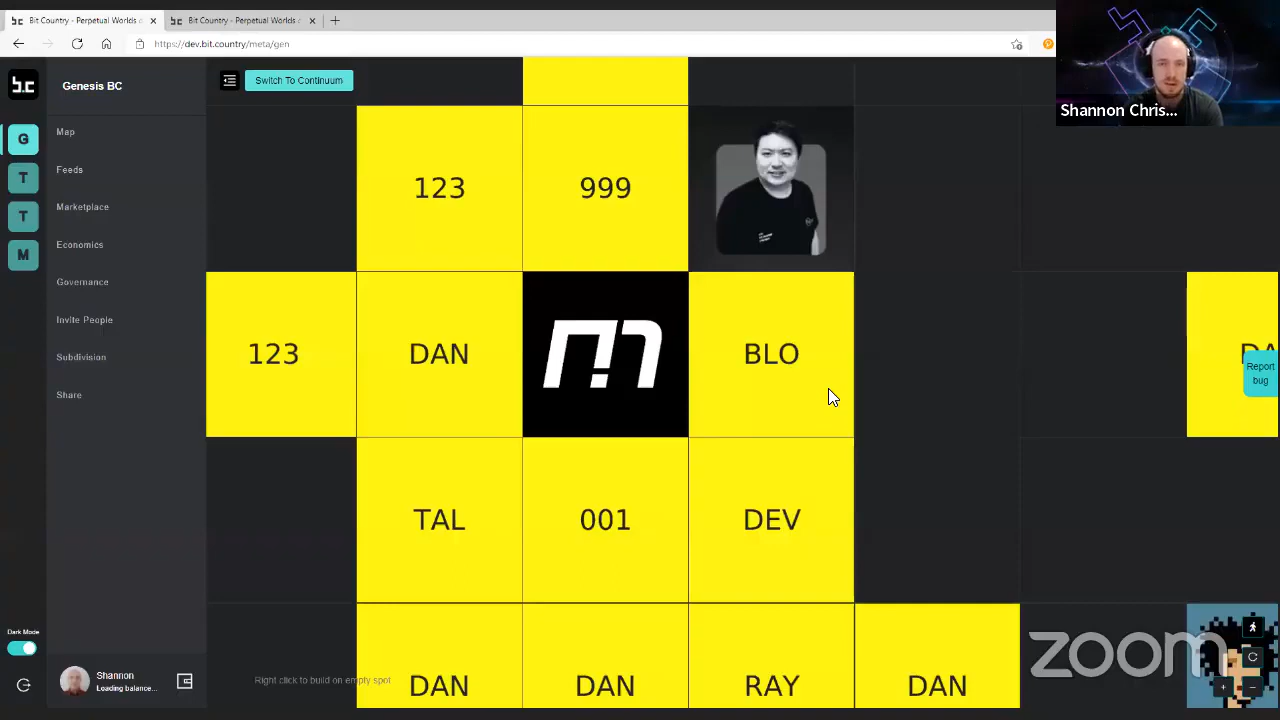 Bit Country - Perpetual Worlds o
Bit Country - Perpetual Worlds o
https://dev.bit.country/meta/gen
Shannon Chris...
b.c
Genesis BC
Switch To Continuum
G
T
T
M
Map
Feeds
Marketplace
Economics
Governance
Invite People
Subdivision
Share
123
999
123
DAN
BLO
DA
Report
bug
TAL
001
DEV
DAN
DAN
RAY
DAN
Dark Mode
Shannon
Loading balance...
Right click to build on empty spot
zoom